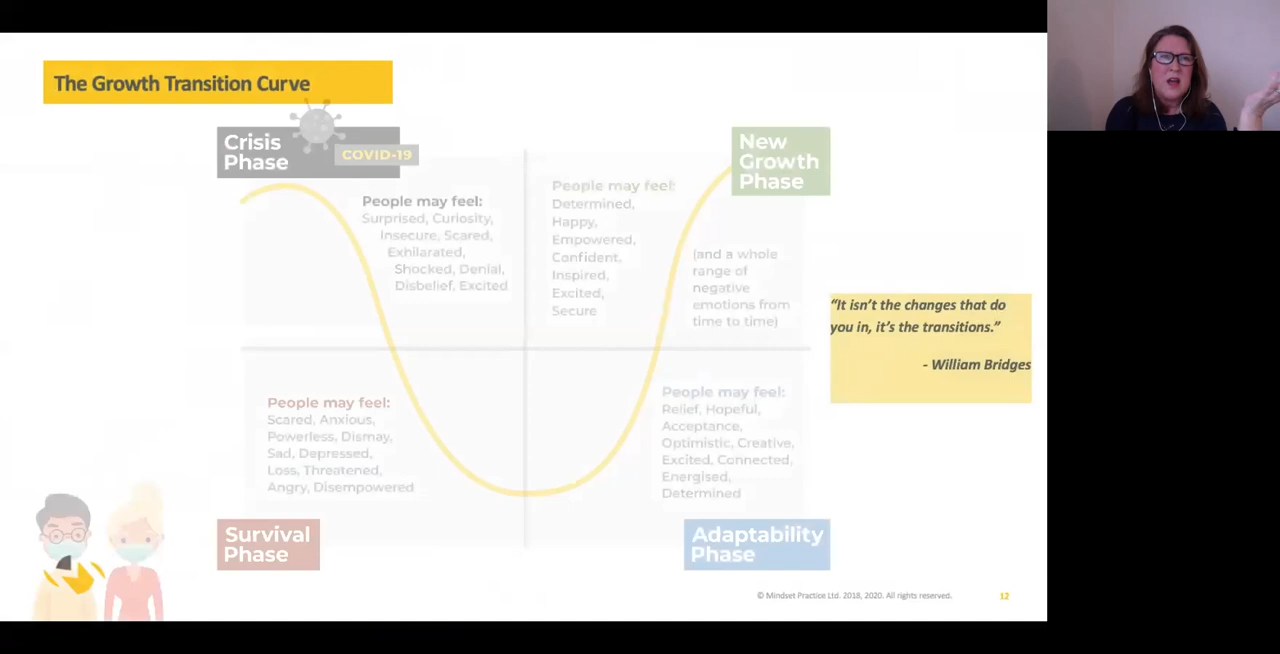 The Growth Transition Curve
Crisis
Phase
COVID-19
People may feel:
Surprised, Curiosity,
Insecure, Scared,
Exhilarated,
Shocked, Denial,
Disbelief, Excited
People may feel:
Determined,
Happy,
Empowered,
Confident.
Inspired,
Excited,
Secure
New
Growth
Phase
(and a whole
range of
negative
emotions from
time to time)
“It isn’t the changes that do
you in, it’s the transitions.”
- William Bridges
People may feel:
Scared, Anxious,
Powerless, Dismay,
Sad, Depressed,
Loss, Threatened,
Angry, Disempowered
People may feel:
Relief, Hopeful,
Acceptance,
Optimistic, Creative,
Excited, Connected,
Energised,
Determined
Survival
Phase
Adaptability
Phase
© Mindset Practice Ltd. 2018, 2020. All rights reserved.
12